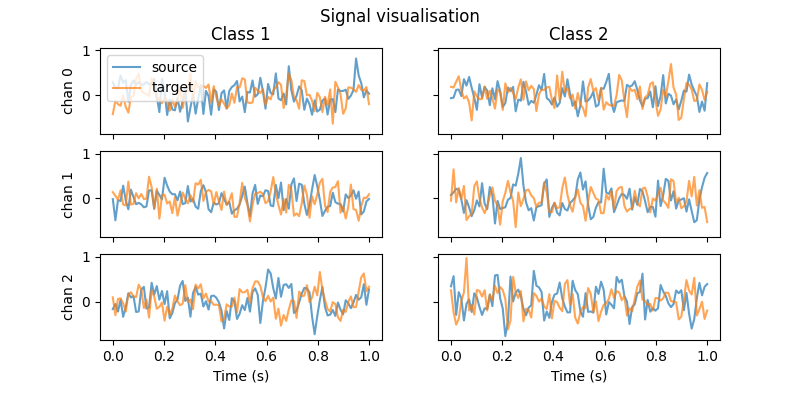 Signal visualisation
Class 1
Class 2
source
target
chan 0
1
0
chan 1
1
0
chan 2
1
0
0.0 0.2 0.4 0.6 0.8 1.0
0.0 0.2 0.4 0.6 0.8 1.0
Time (s)
Time (s)